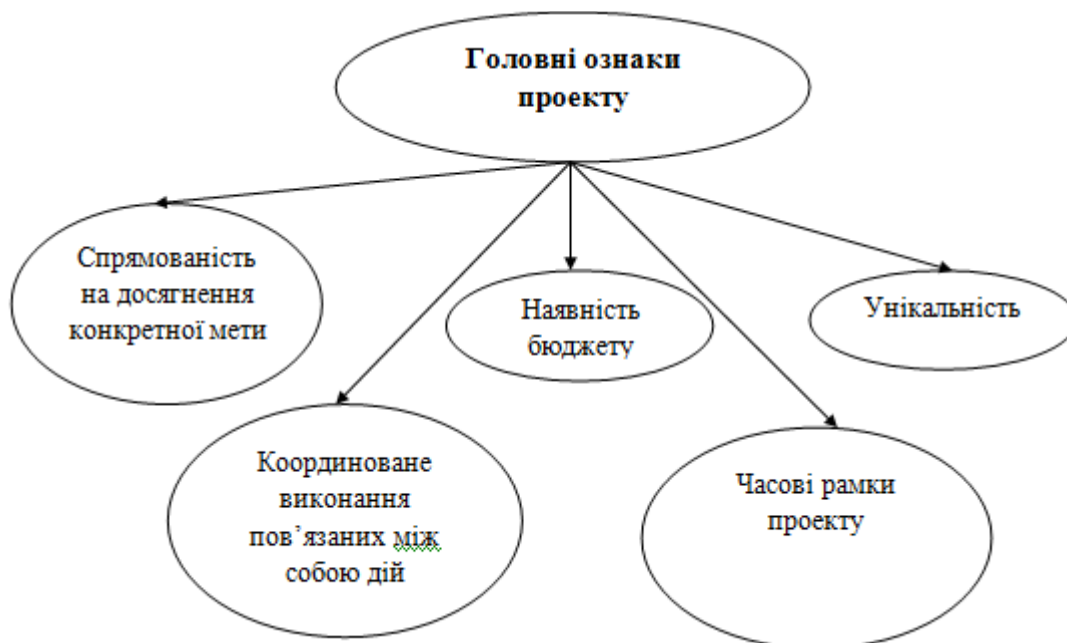 Головні ознаки
проекту
Спрямованість
на досягнення
конкретної мети
Наявність
бюджету
Унікальність
Координоване
виконання
пов’язаних між
собою дій
Часові рамки
проекту